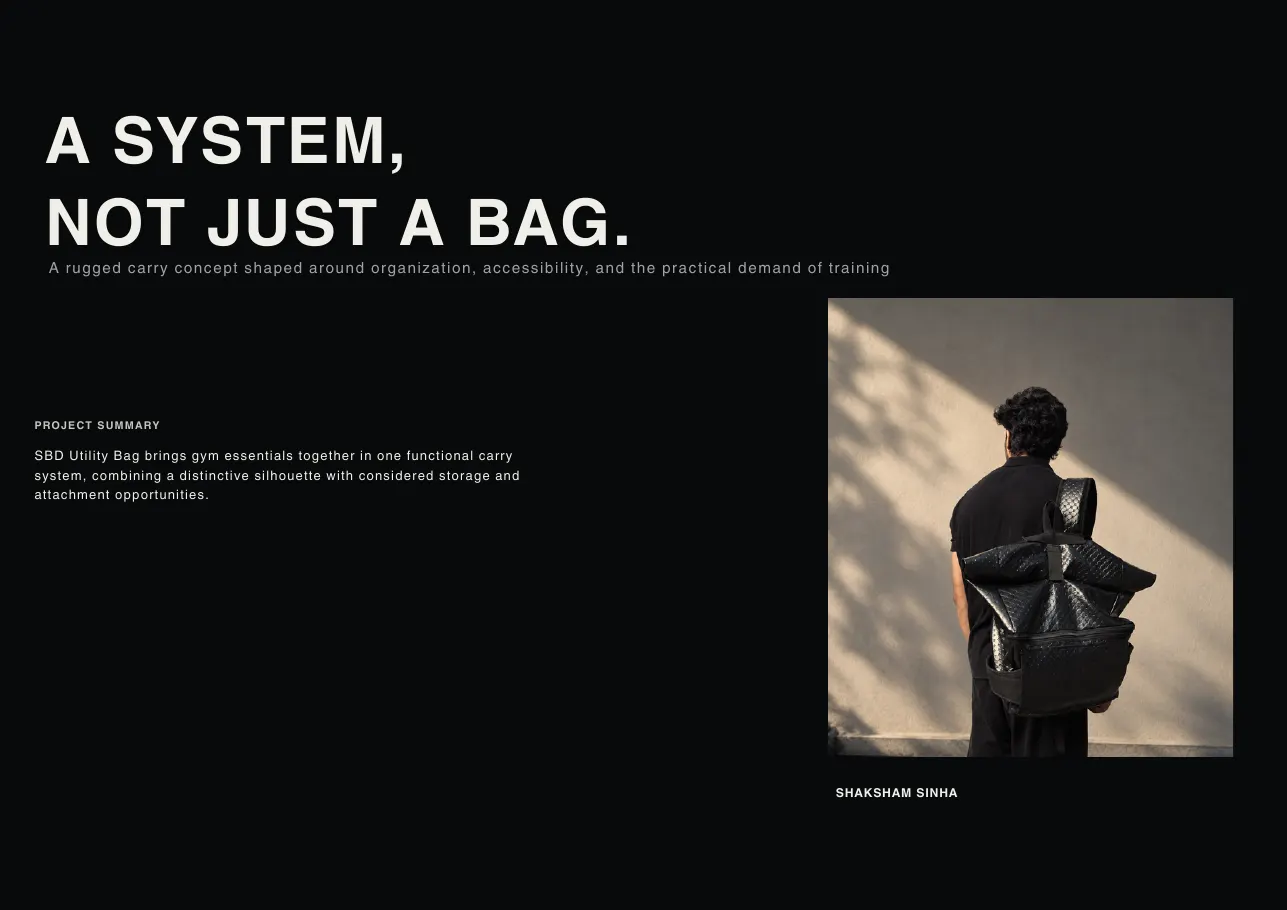 A SYSTEM,
NOT JUST A BAG.
A rugged carry concept shaped around organization, accessibility, and the practical demand of training
PROJECT SUMMARY
SBD Utility Bag brings gym essentials together in one functional carry
system, combining a distinctive silhouette with considered storage and
attachment opportunities.
SHAKSHAM SINHA